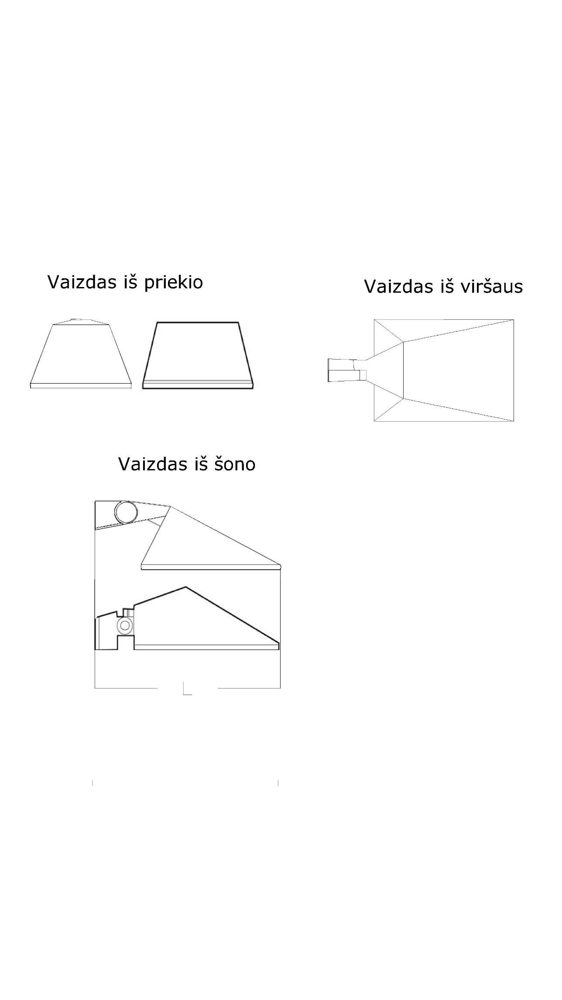 Vaizdas iš priekio
Vaizdas iš viršaus
Vaizdas iš šono
L